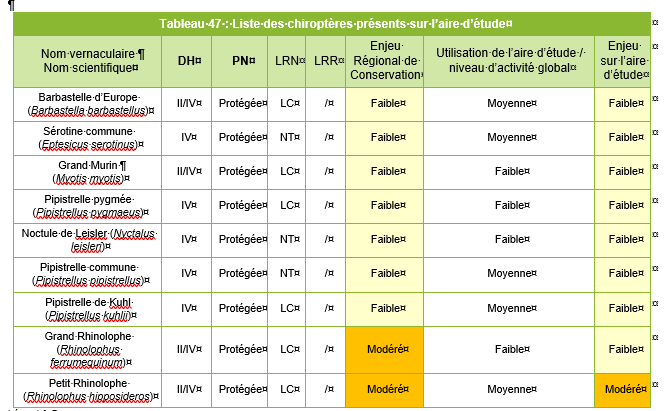 ¶
Tableau·47·:·Liste·des·chiroptères·présents·sur·l'aire·d'étude¤
Nom·vernaculaire·¶
Nom·scientifique¤
DH¤
PN¤
LRN¤
LRR¤
Enjeu·
Régional·de·
Conservation¤
Utilisation·de·l'aire·d'étude·/·
niveau·d'activité·global¤
Enjeu·
sur·l'aire·
d'étude¤
Barbastelle·d'Europe·
(Barbastella·barbastellus)¤
II/IV¤ Protégée¤ LC¤ /¤ Faible¤ Moyenne¤ Faible¤
Sérotine·commune·
(Eptesicus·serotinus)¤
IV¤ Protégée¤ NT¤ /¤ Faible¤ Moyenne¤ Faible¤
Grand·Murin·¶
(Myotis·myotis)¤
II/IV¤ Protégée¤ LC¤ /¤ Faible¤ Faible¤ Faible¤
Pipistrelle·pygmée·
(Pipistrellus·pygmaeus)¤
IV¤ Protégée¤ LC¤ /¤ Faible¤ Faible¤ Faible¤
Noctule·de·Leisler·(Nyctalus·
leisleri)¤
IV¤ Protégée¤ NT¤ /¤ Faible¤ Faible¤ Faible¤
Pipistrelle·commune·
(Pipistrellus·pipistrellus)¤
IV¤ Protégée¤ NT¤ /¤ Faible¤ Moyenne¤ Faible¤
Pipistrelle·de·Kuhl·
(Pipistrellus·kuhlii)¤
IV¤ Protégée¤ LC¤ /¤ Faible¤ Moyenne¤ Faible¤
Grand·Rhinolophe·
(Rhinolophus·
ferrumequinum)¤
II/IV¤ Protégée¤ LC¤ /¤ Modéré¤ Faible¤ Faible¤
Petit·Rhinolophe·
(Rhinolophus·hipposideros)¤
II/IV¤ Protégée¤ LC¤ /¤ Modéré¤ Moyenne¤ Modéré¤